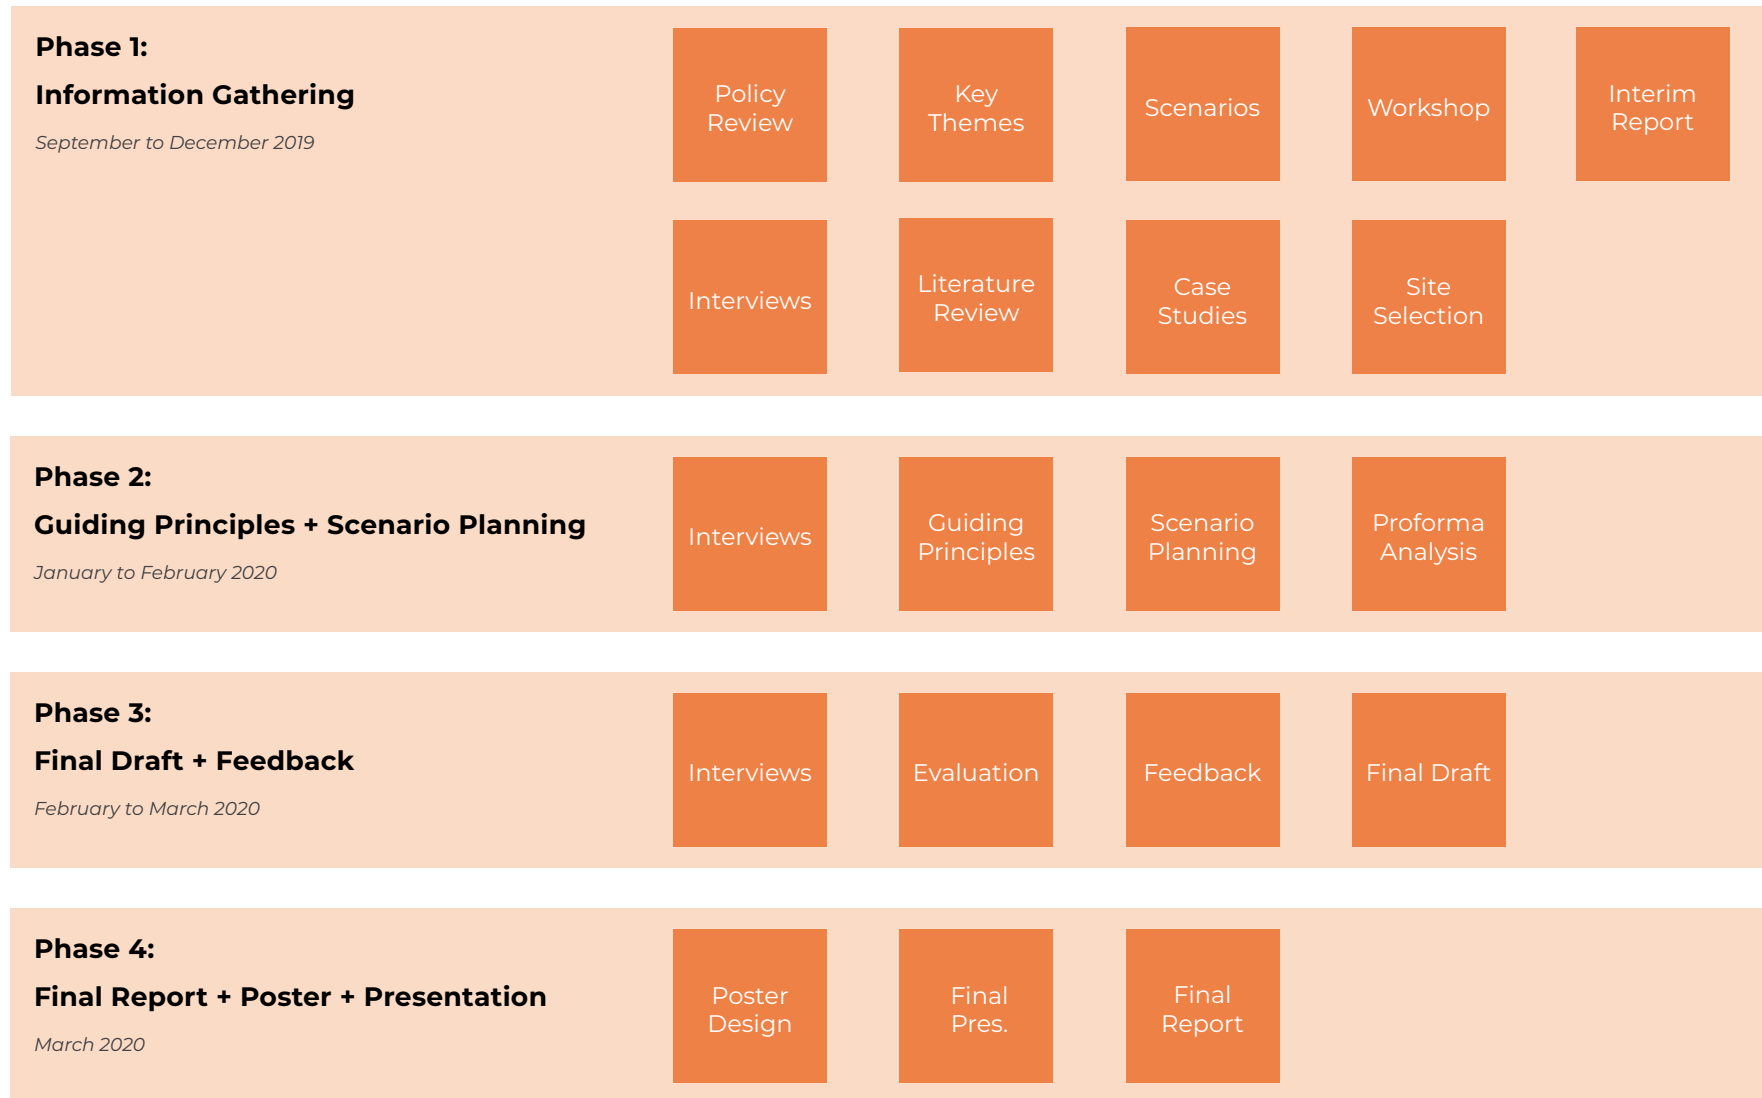 Phase 1:
Information Gathering
September to December 2019
Policy
Review
Key
Themes
Scenarios
Workshop
Interim
Report
Interviews
Literature
Review
Case
Studies
Site
Selection
Phase 2:
Guiding Principles + Scenario Planning
January to February 2020
Interviews
Guiding
Principles
Scenario
Planning
Proforma
Analysis
Phase 3:
Final Draft + Feedback
February to March 2020
Interviews
Evaluation
Feedback
Final Draft
Phase 4:
Final Report + Poster + Presentation
March 2020
Poster
Design
Final
Pres.
Final
Report